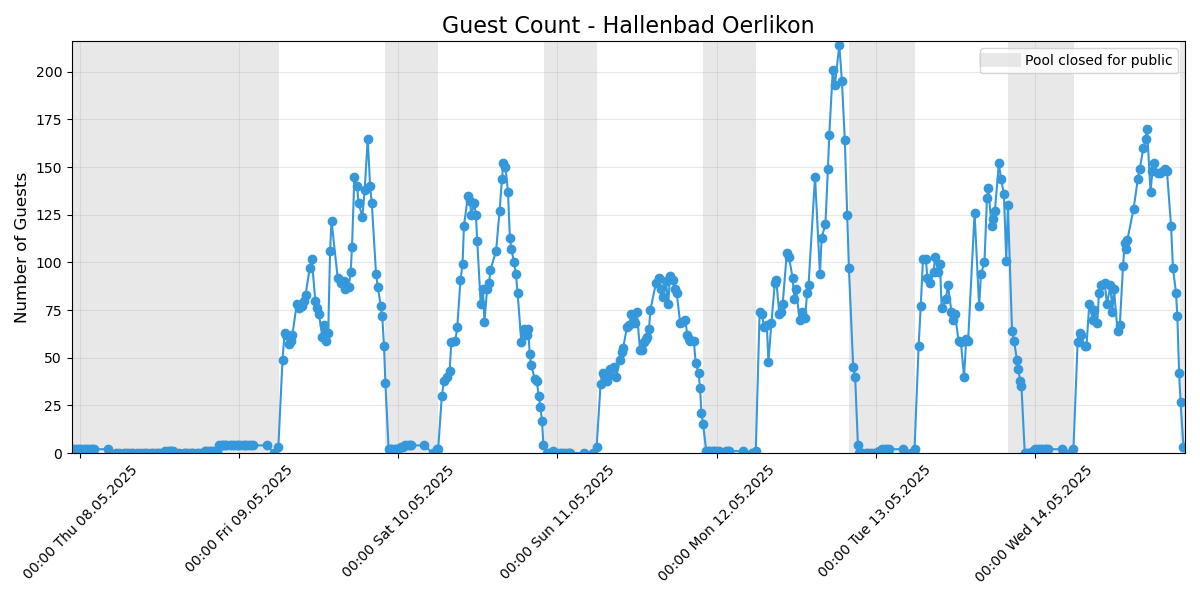 Guest Count - Hallenbad Oerlikon
Pool closed for public
Number of Guests
200
175
150
125
100
75
50
25
0
00:00 Thu 08.05.2025
00:00 Fri 09.05.2025
00:00 Sat 10.05.2025
00:00 Sun 11.05.2025
00:00 Mon 12.05.2025
00:00 Tue 13.05.2025
00:00 Wed 14.05.2025